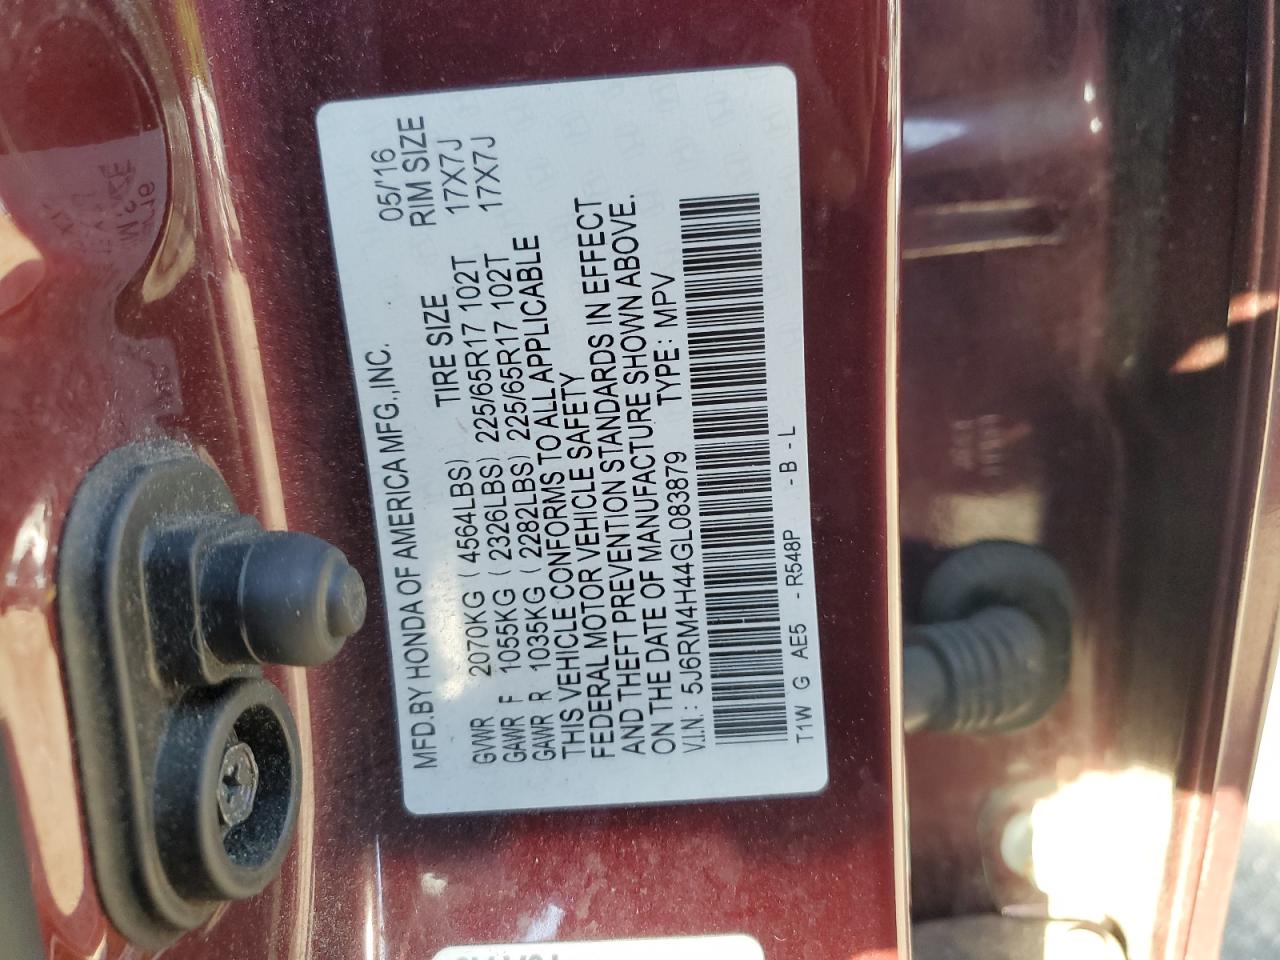 MFD.BY HONDA OF AMERICA MFG.,INC. 05/'16
TIRE SIZE RIM SIZE
GVWR 2070KG ( 4564LBS)
GAWR F 1055KG ( 2326LBS) 225/65R17 102T 17X7J
GAWR R 1035KG ( 2282LBS) 225/65R17 102T 17X7J
THIS VEHICLE CONFORMS TO ALL APPLICABLE
FEDERAL MOTOR VEHICLE SAFETY
AND THEFT PREVENTION STANDARDS IN EFFECT
ON THE DATE OF MANUFACTURE SHOWN ABOVE.
V.I.N.: 5J6RM4H44GL083879 TYPE: MPV
T1W G AE5 -R548P -B -L